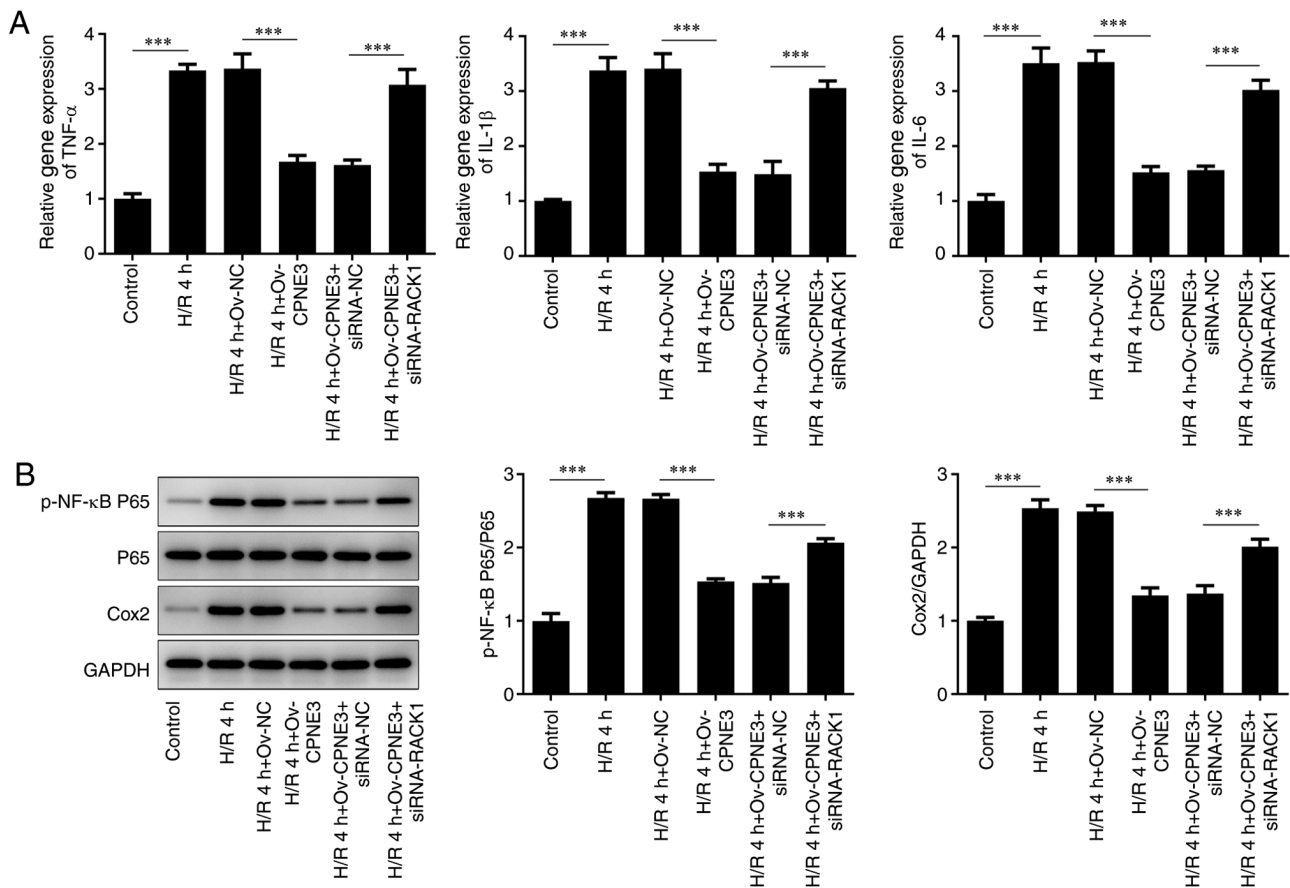 A
Relative gene expression
of TNF-α
4
3
2
1
0
***
***
***
Control
H/R 4 h
H/R 4 h+Ov-NC
H/R 4 h+Ov-
CPNE3
H/R 4 h+Ov-CPNE3+
siRNA-NC
H/R 4 h+Ov-CPNE3+
siRNA-RACK1
Relative gene expression
of IL-1β
4
3
2
1
0
***
***
***
Control
H/R 4 h
H/R 4 h+Ov-NC
H/R 4 h+Ov-
CPNE3
H/R 4 h+Ov-CPNE3+
siRNA-NC
H/R 4 h+Ov-CPNE3+
siRNA-RACK1
Relative gene expression
of IL-6
4
3
2
1
0
***
***
***
Control
H/R 4 h
H/R 4 h+Ov-NC
H/R 4 h+Ov-
CPNE3
H/R 4 h+Ov-CPNE3+
siRNA-NC
H/R 4 h+Ov-CPNE3+
siRNA-RACK1
B
p-NF-κB P65
P65
Cox2
GAPDH
Control
H/R 4 h
H/R 4 h+Ov-NC
H/R 4 h+Ov-
CPNE3
H/R 4 h+Ov-CPNE3+
siRNA-NC
H/R 4 h+Ov-CPNE3+
siRNA-RACK1
p-NF-κB P65/P65
3
2
1
0
***
***
***
Control
H/R 4 h
H/R 4 h+Ov-NC
H/R 4 h+Ov-
CPNE3
H/R 4 h+Ov-CPNE3+
siRNA-NC
H/R 4 h+Ov-CPNE3+
siRNA-RACK1
Cox2/GAPDH
3
2
1
0
***
***
***
Control
H/R 4 h
H/R 4 h+Ov-NC
H/R 4 h+Ov-
CPNE3
H/R 4 h+Ov-CPNE3+
siRNA-NC
H/R 4 h+Ov-CPNE3+
siRNA-RACK1